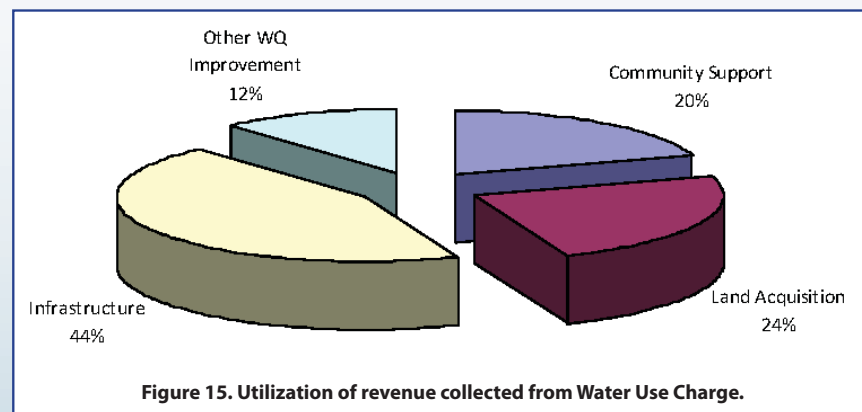 Other WQ
Improvement
12%
Community Support
20%
Infrastructure
44%
Land Acquisition
24%
Figure 15. Utilization of revenue collected from Water Use Charge.